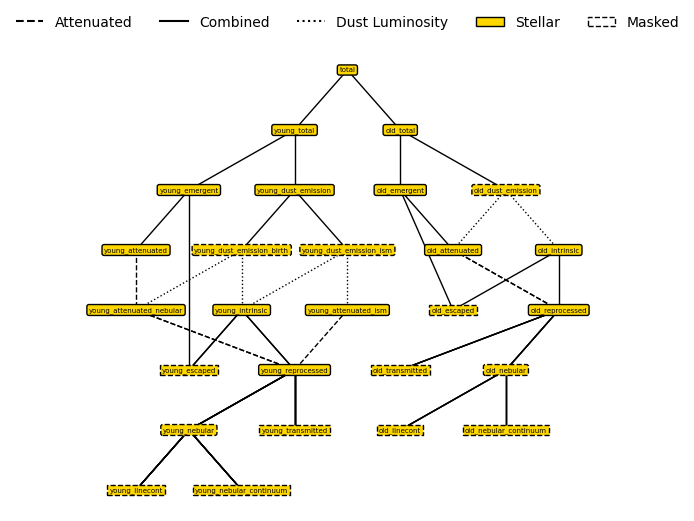 Attenuated Combined Dust Luminosity Stellar Masked
total
young_total old_total
young_emergent young_dust_emission old_emergent old_dust_emission
young_attenuated young_dust_emission_birth young_dust_emission_ism old_attenuated old_intrinsic
young_attenuated_nebular young_intrinsic young_attenuated_ism old_escaped old_reprocessed
young_escaped young_reprocessed old_transmitted old_nebular
young_nebular young_transmitted old_linecont old_nebular_continuum
young_linecont young_nebular_continuum